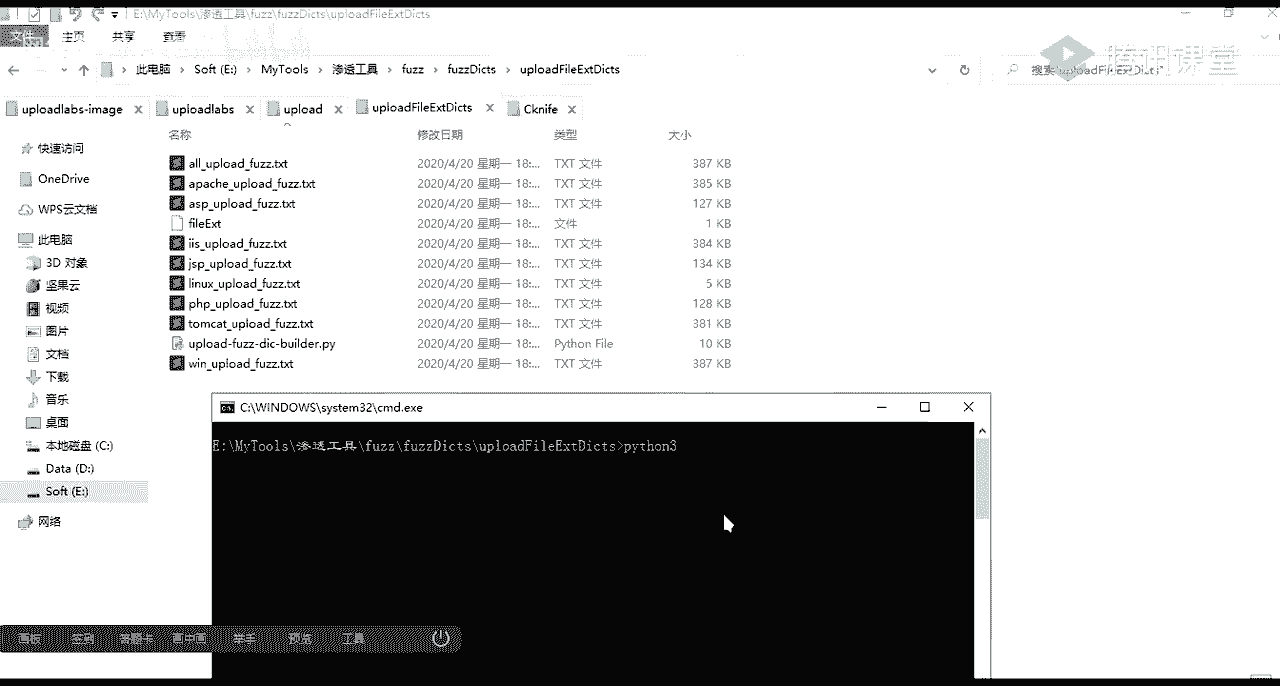 E:\MyTools\渗透工具\fuzz\fuzzDicts\uploadFileExtDicts
文件 主页 共享 查看
此电脑 › Soft (E:) › MyTools › 渗透工具 › fuzz › fuzzDicts › uploadFileExtDicts
搜索"uploadFileExtDicts"
腾讯课堂
uploadlabs-image uploadlabs upload uploadFileExtDicts Cknife
名称 修改日期 类型 大小
快速访问
OneDrive
WPS云文档
此电脑
3D 对象
坚果云
视频
图片
文档
下载
音乐
桌面
本地磁盘 (C:)
Data (D:)
Soft (E:)
网络
all_upload_fuzz.txt 2020/4/20 星期一 18:... TXT 文件 387 KB
apache_upload_fuzz.txt 2020/4/20 星期一 18:... TXT 文件 385 KB
asp_upload_fuzz.txt 2020/4/20 星期一 18:... TXT 文件 127 KB
fileExt 2020/4/20 星期一 18:... 文件 1 KB
iis_upload_fuzz.txt 2020/4/20 星期一 18:... TXT 文件 384 KB
jsp_upload_fuzz.txt 2020/4/20 星期一 18:... TXT 文件 134 KB
linux_upload_fuzz.txt 2020/4/20 星期一 18:... TXT 文件 5 KB
php_upload_fuzz.txt 2020/4/20 星期一 18:... TXT 文件 128 KB
tomcat_upload_fuzz.txt 2020/4/20 星期一 18:... TXT 文件 381 KB
upload-fuzz-dic-builder.py 2020/4/20 星期一 18:... Python File 10 KB
win_upload_fuzz.txt 2020/4/20 星期一 18:... TXT 文件 387 KB
C:\WINDOWS\system32\cmd.exe
E:\MyTools\渗透工具\fuzz\fuzzDicts\uploadFileExtDicts>python3
画板 签到 答题卡 画中画 举手 预览 工具